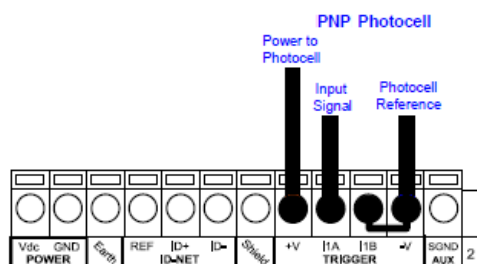 PNP Photocell
Power to
Photocell
Input
Signal
Photocell
Reference
Vdc GND Earth REF ID+ ID- Shield +V I1A I1B -V SGND 2
POWER ID-NET TRIGGER AUX